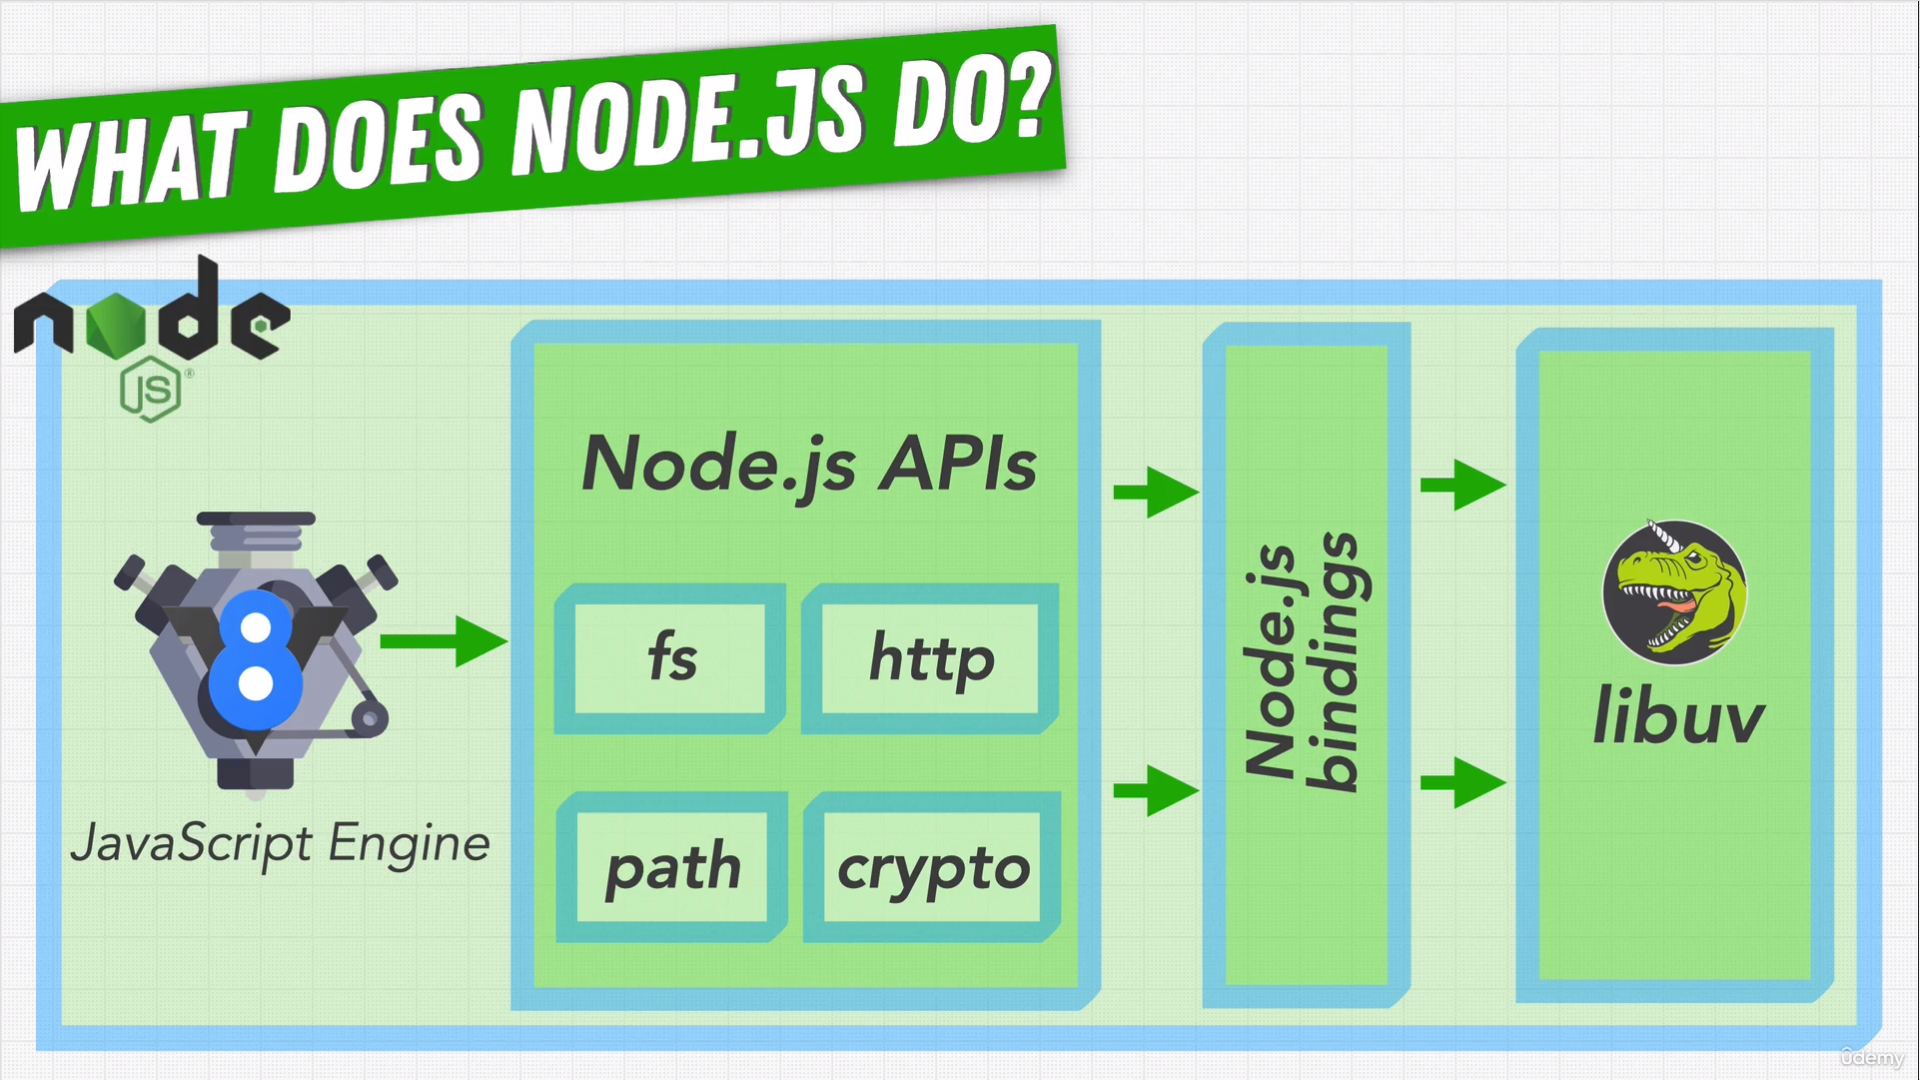 WHAT DOES NODE.JS DO?
node
JS®
8
JavaScript Engine
Node.js APIs
fs
http
path
crypto
Node.js
bindings
libuv
ûdemy